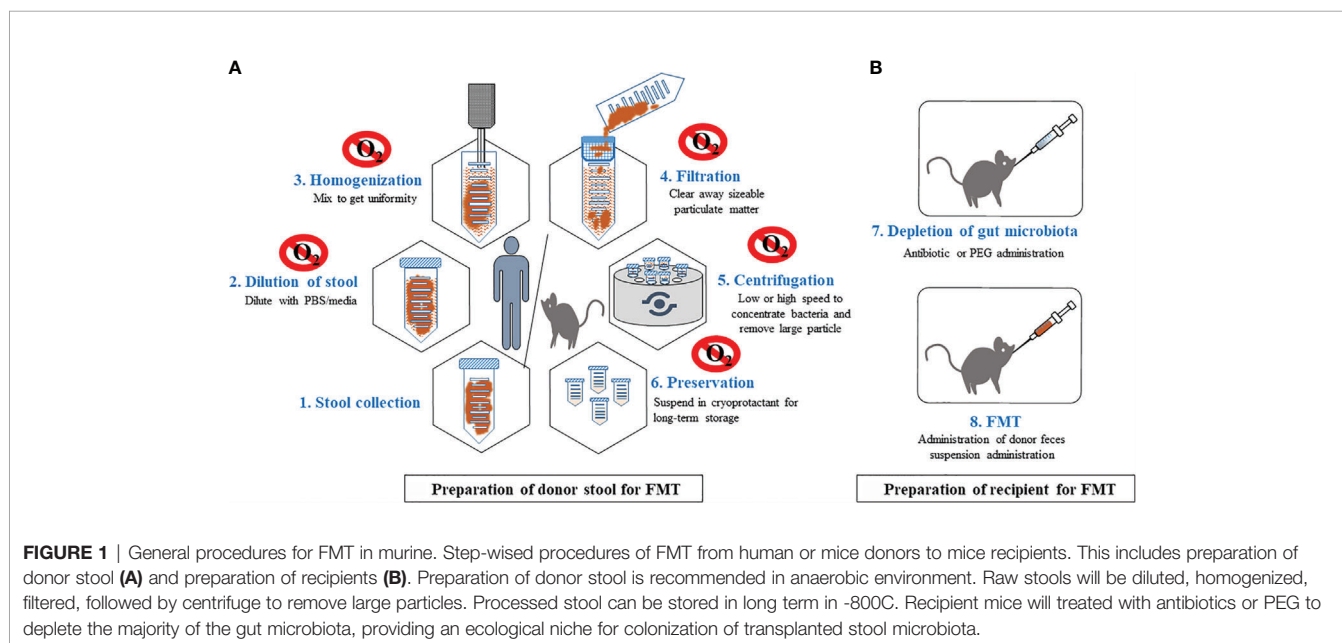 A
B
O2
3. Homogenization
Mix to get uniformity
O2
4. Filtration
Clear away sizeable
particulate matter
O2
2. Dilution of stool
Dilute with PBS/media
O2
5. Centrifugation
Low or high speed to
concentrate bacteria and
remove large particle
1. Stool collection
O2
6. Preservation
Suspend in cryoprotactant for
long-term storage
Preparation of donor stool for FMT
7. Depletion of gut microbiota
Antibiotic or PEG administration
8. FMT
Administration of donor feces
suspension administration
Preparation of recipient for FMT
FIGURE 1 | General procedures for FMT in murine. Step-wised procedures of FMT from human or mice donors to mice recipients. This includes preparation of
donor stool (A) and preparation of recipients (B). Preparation of donor stool is recommended in anaerobic environment. Raw stools will be diluted, homogenized,
filtered, followed by centrifuge to remove large particles. Processed stool can be stored in long term in -800C. Recipient mice will treated with antibiotics or PEG to
deplete the majority of the gut microbiota, providing an ecological niche for colonization of transplanted stool microbiota.